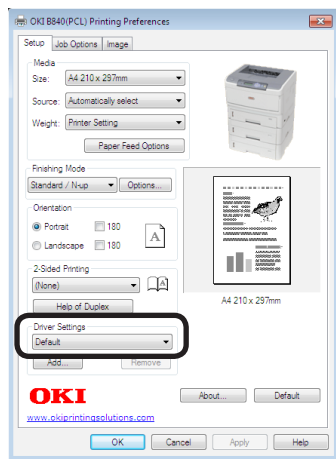 OKI B840(PCL) Printing Preferences
Setup Job Options Image
Media
Size: A4 210 x 297mm
Source: Automatically select
Weight: Printer Setting
Paper Feed Options
Finishing Mode
Standard / N-up Options...
Orientation
Portrait 180
Landscape 180
A
2-Sided Printing
(None)
Help of Duplex
A4 210 x 297mm
Driver Settings
Default
Add... Remove
OKI
About... Default
www.okiprintingsolutions.com
OK Cancel Apply Help